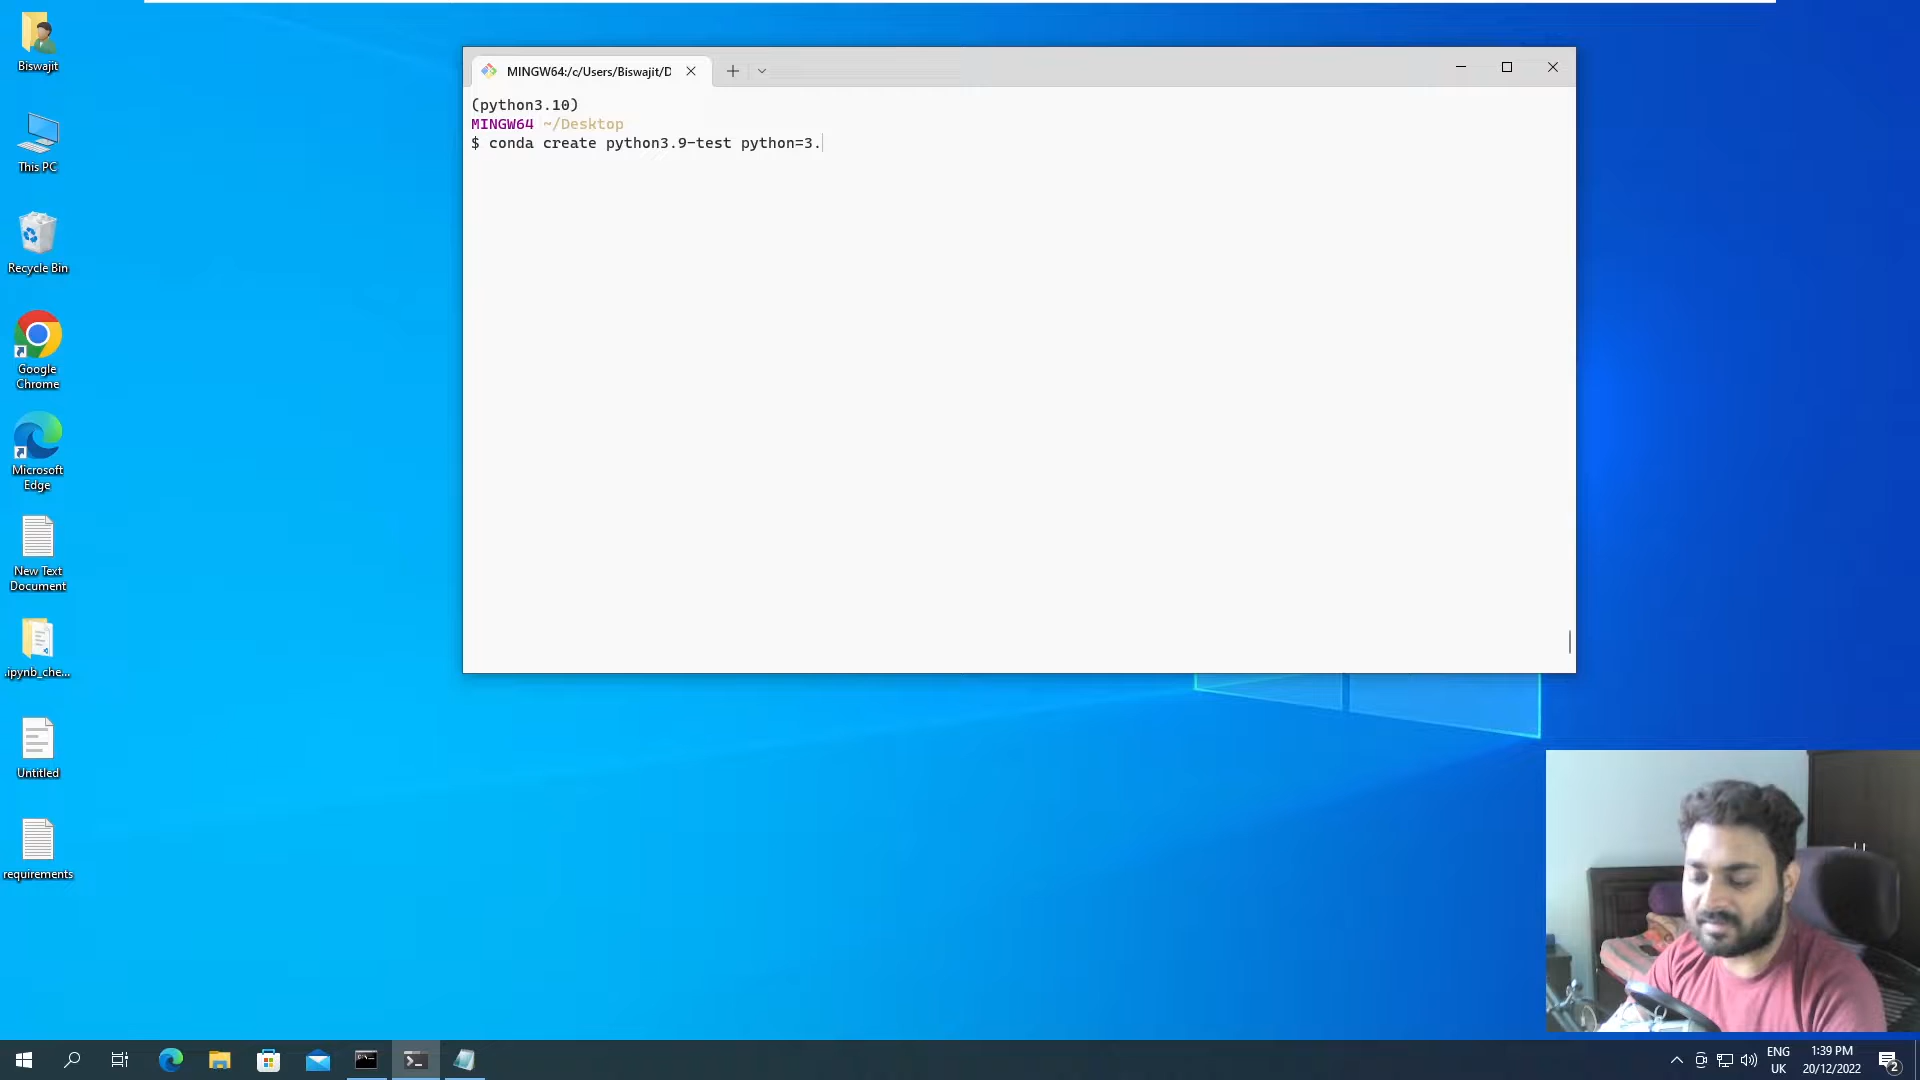 Biswajit
This PC
Recycle Bin
Google
Chrome
Microsoft
Edge
New Text
Document
.ipynb_che...
Untitled
requirements
MINGW64:/c/Users/Biswajit/D
(python3.10)
MINGW64 ~/Desktop
$ conda create python3.9-test python=3.
ENG
UK
1:39 PM
20/12/2022
2